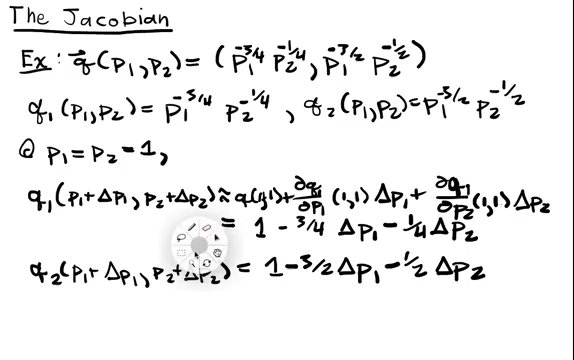 The Jacobian
Ex: q⃗(P₁,P₂) = (P₁^-3/4 P₂^-1/4, P₁^-3/2 P₂^-1/2)
q₁(P₁,P₂) = P₁^-3/4 P₂^-1/4, q₂(P₁,P₂) = P₁^-3/2 P₂^-1/2
@ P₁ = P₂ = 1,
q₁(P₁+ΔP₁, P₂+ΔP₂) ≈ q(1,1) + ∂q₁/∂P₁ (1,1) ΔP₁ + ∂q₁/∂P₂ (1,1) ΔP₂
= 1 - 3/4 ΔP₁ - 1/4 ΔP₂
q₂(P₁+ΔP₁, P₂+ΔP₂) = 1 - 3/2 ΔP₁ - 1/2 ΔP₂